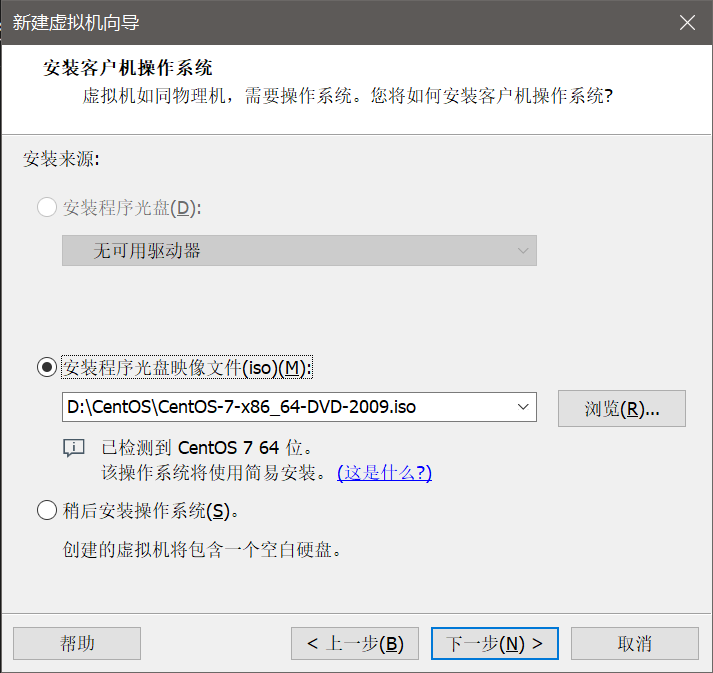 新建虚拟机向导
安装客户机操作系统
虚拟机如同物理机，需要操作系统。您将如何安装客户机操作系统?
安装来源:
安装程序光盘(D):
无可用驱动器
安装程序光盘映像文件(iso)(M):
D:\CentOS\CentOS-7-x86_64-DVD-2009.iso
浏览(R)...
已检测到 CentOS 7 64 位。
该操作系统将使用简易安装。 (这是什么?)
稍后安装操作系统(S)。
创建的虚拟机将包含一个空白硬盘。
帮助
< 上一步(B)
下一步(N) >
取消